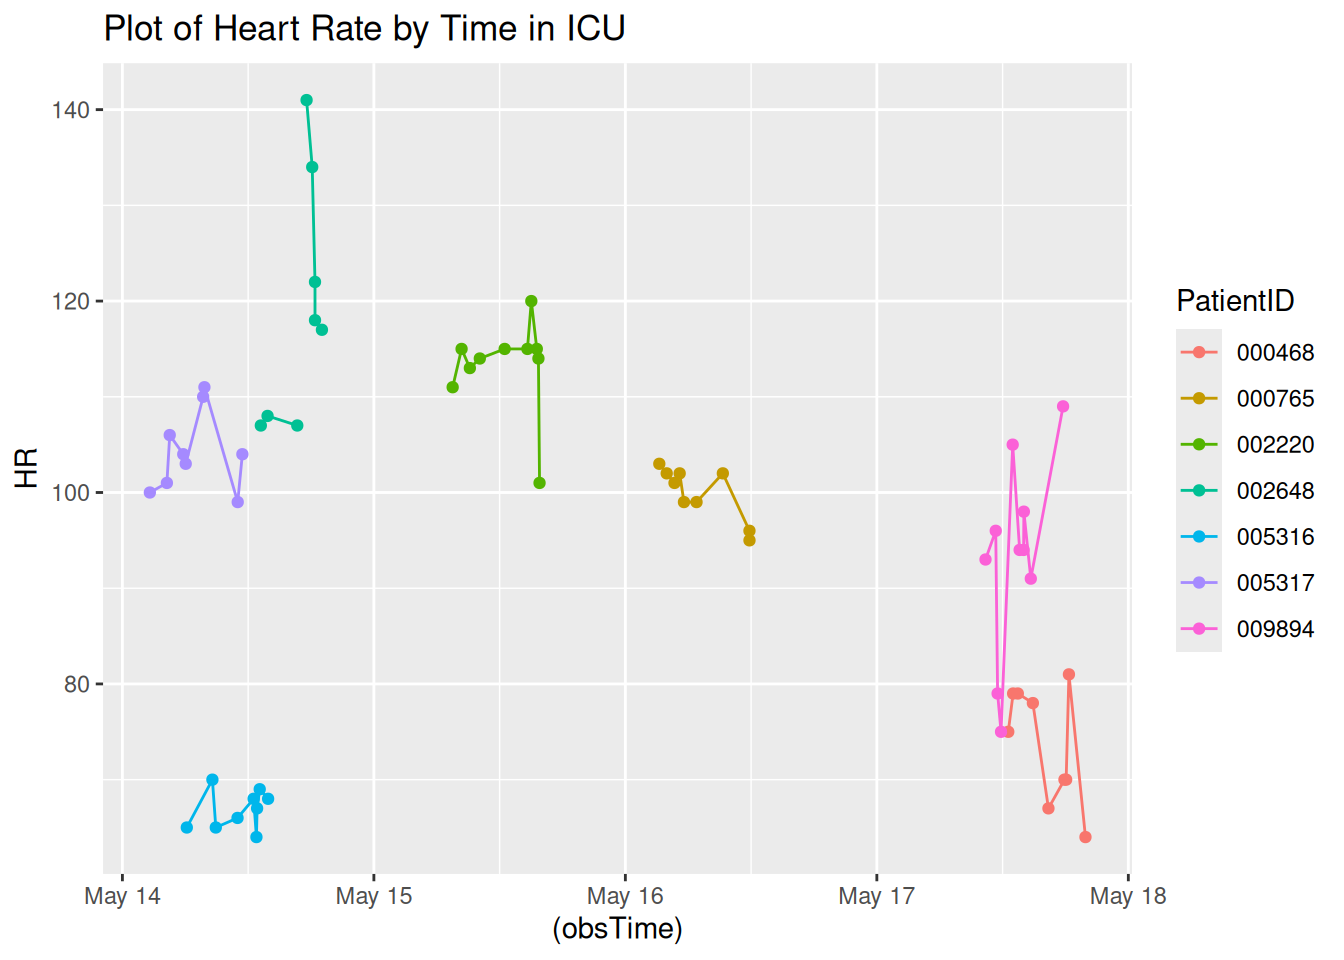 Plot of Heart Rate by Time in ICU
140
120
100
80
HR
May 14
May 15
May 16
May 17
May 18
(obsTime)
PatientID
000468
000765
002220
002648
005316
005317
009894